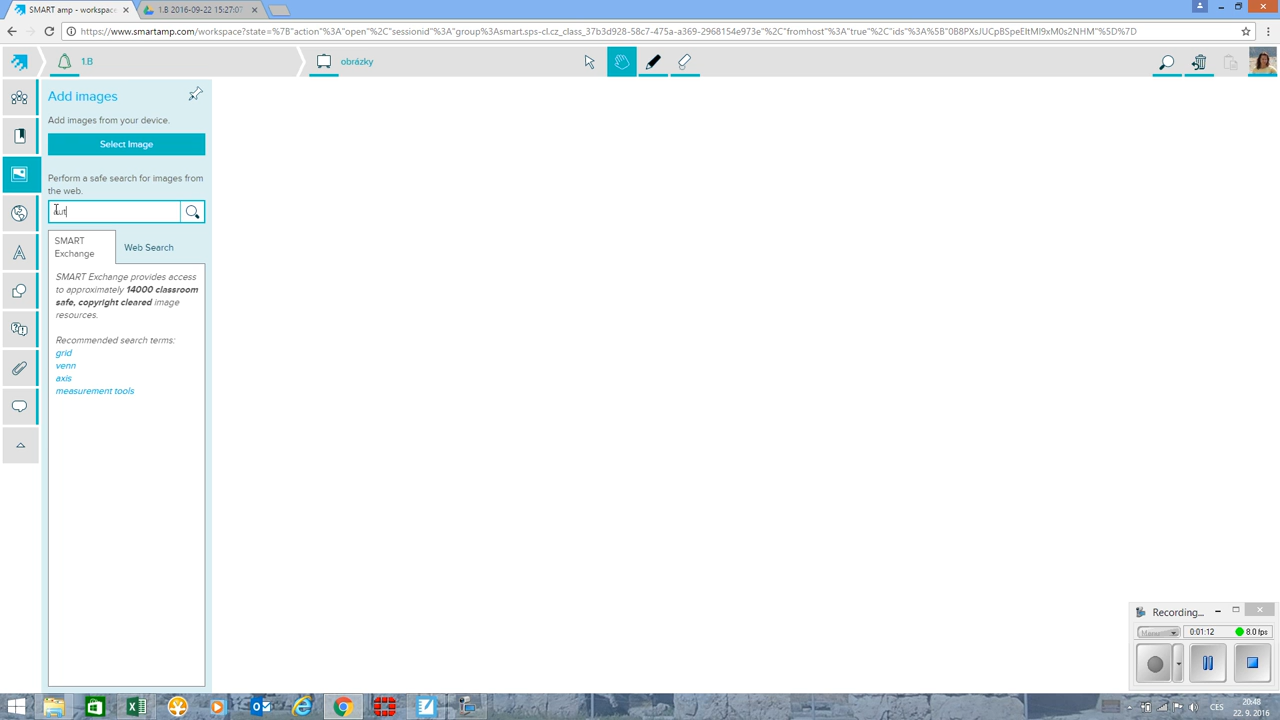 SMART amp - workspac
1.B 2016-09-22 15:27:07
https://www.smartamp.com/workspace?state=%7B"action"%3A"open"%2C"sessionid"%3A"group%3Asmart.sps-cl.cz_class_37b3d928-58c7-475a-a369-2968154e973e"%2C"fromhost"%3A"true"%2C"ids"%3A%5B"0B8PXsJUCpBSpeEltMl9xM0s2NHM"%5D%7D
1.B
obrázky
Add images
Add images from your device.
Select Image
Perform a safe search for images from
the web.
aut
SMART
Exchange
Web Search
SMART Exchange provides access
to approximately 14000 classroom
safe, copyright cleared image
resources.
Recommended search terms:
grid
venn
axis
measurement tools
Recording...
Menu
0:01:12
8.0 fps
CES
20:48
22. 9. 2016